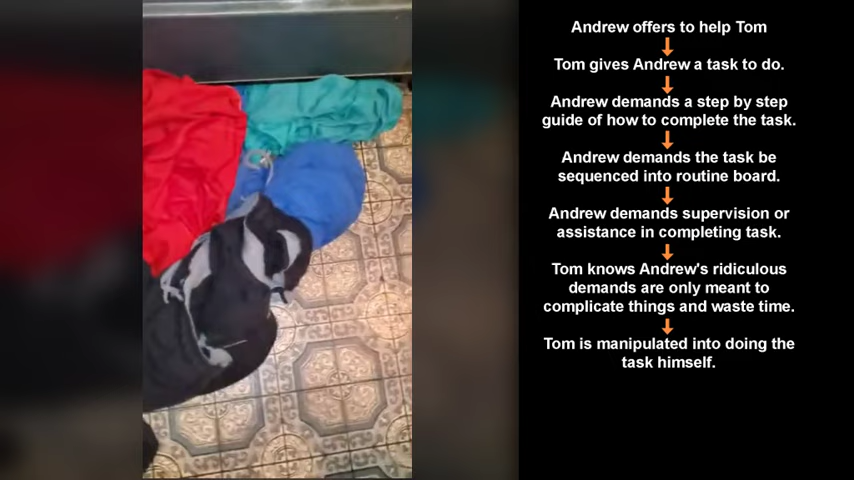 Andrew offers to help Tom
Tom gives Andrew a task to do.
Andrew demands a step by step
guide of how to complete the task.
Andrew demands the task be
sequenced into routine board.
Andrew demands supervision or
assistance in completing task.
Tom knows Andrew's ridiculous
demands are only meant to
complicate things and waste time.
Tom is manipulated into doing the
task himself.